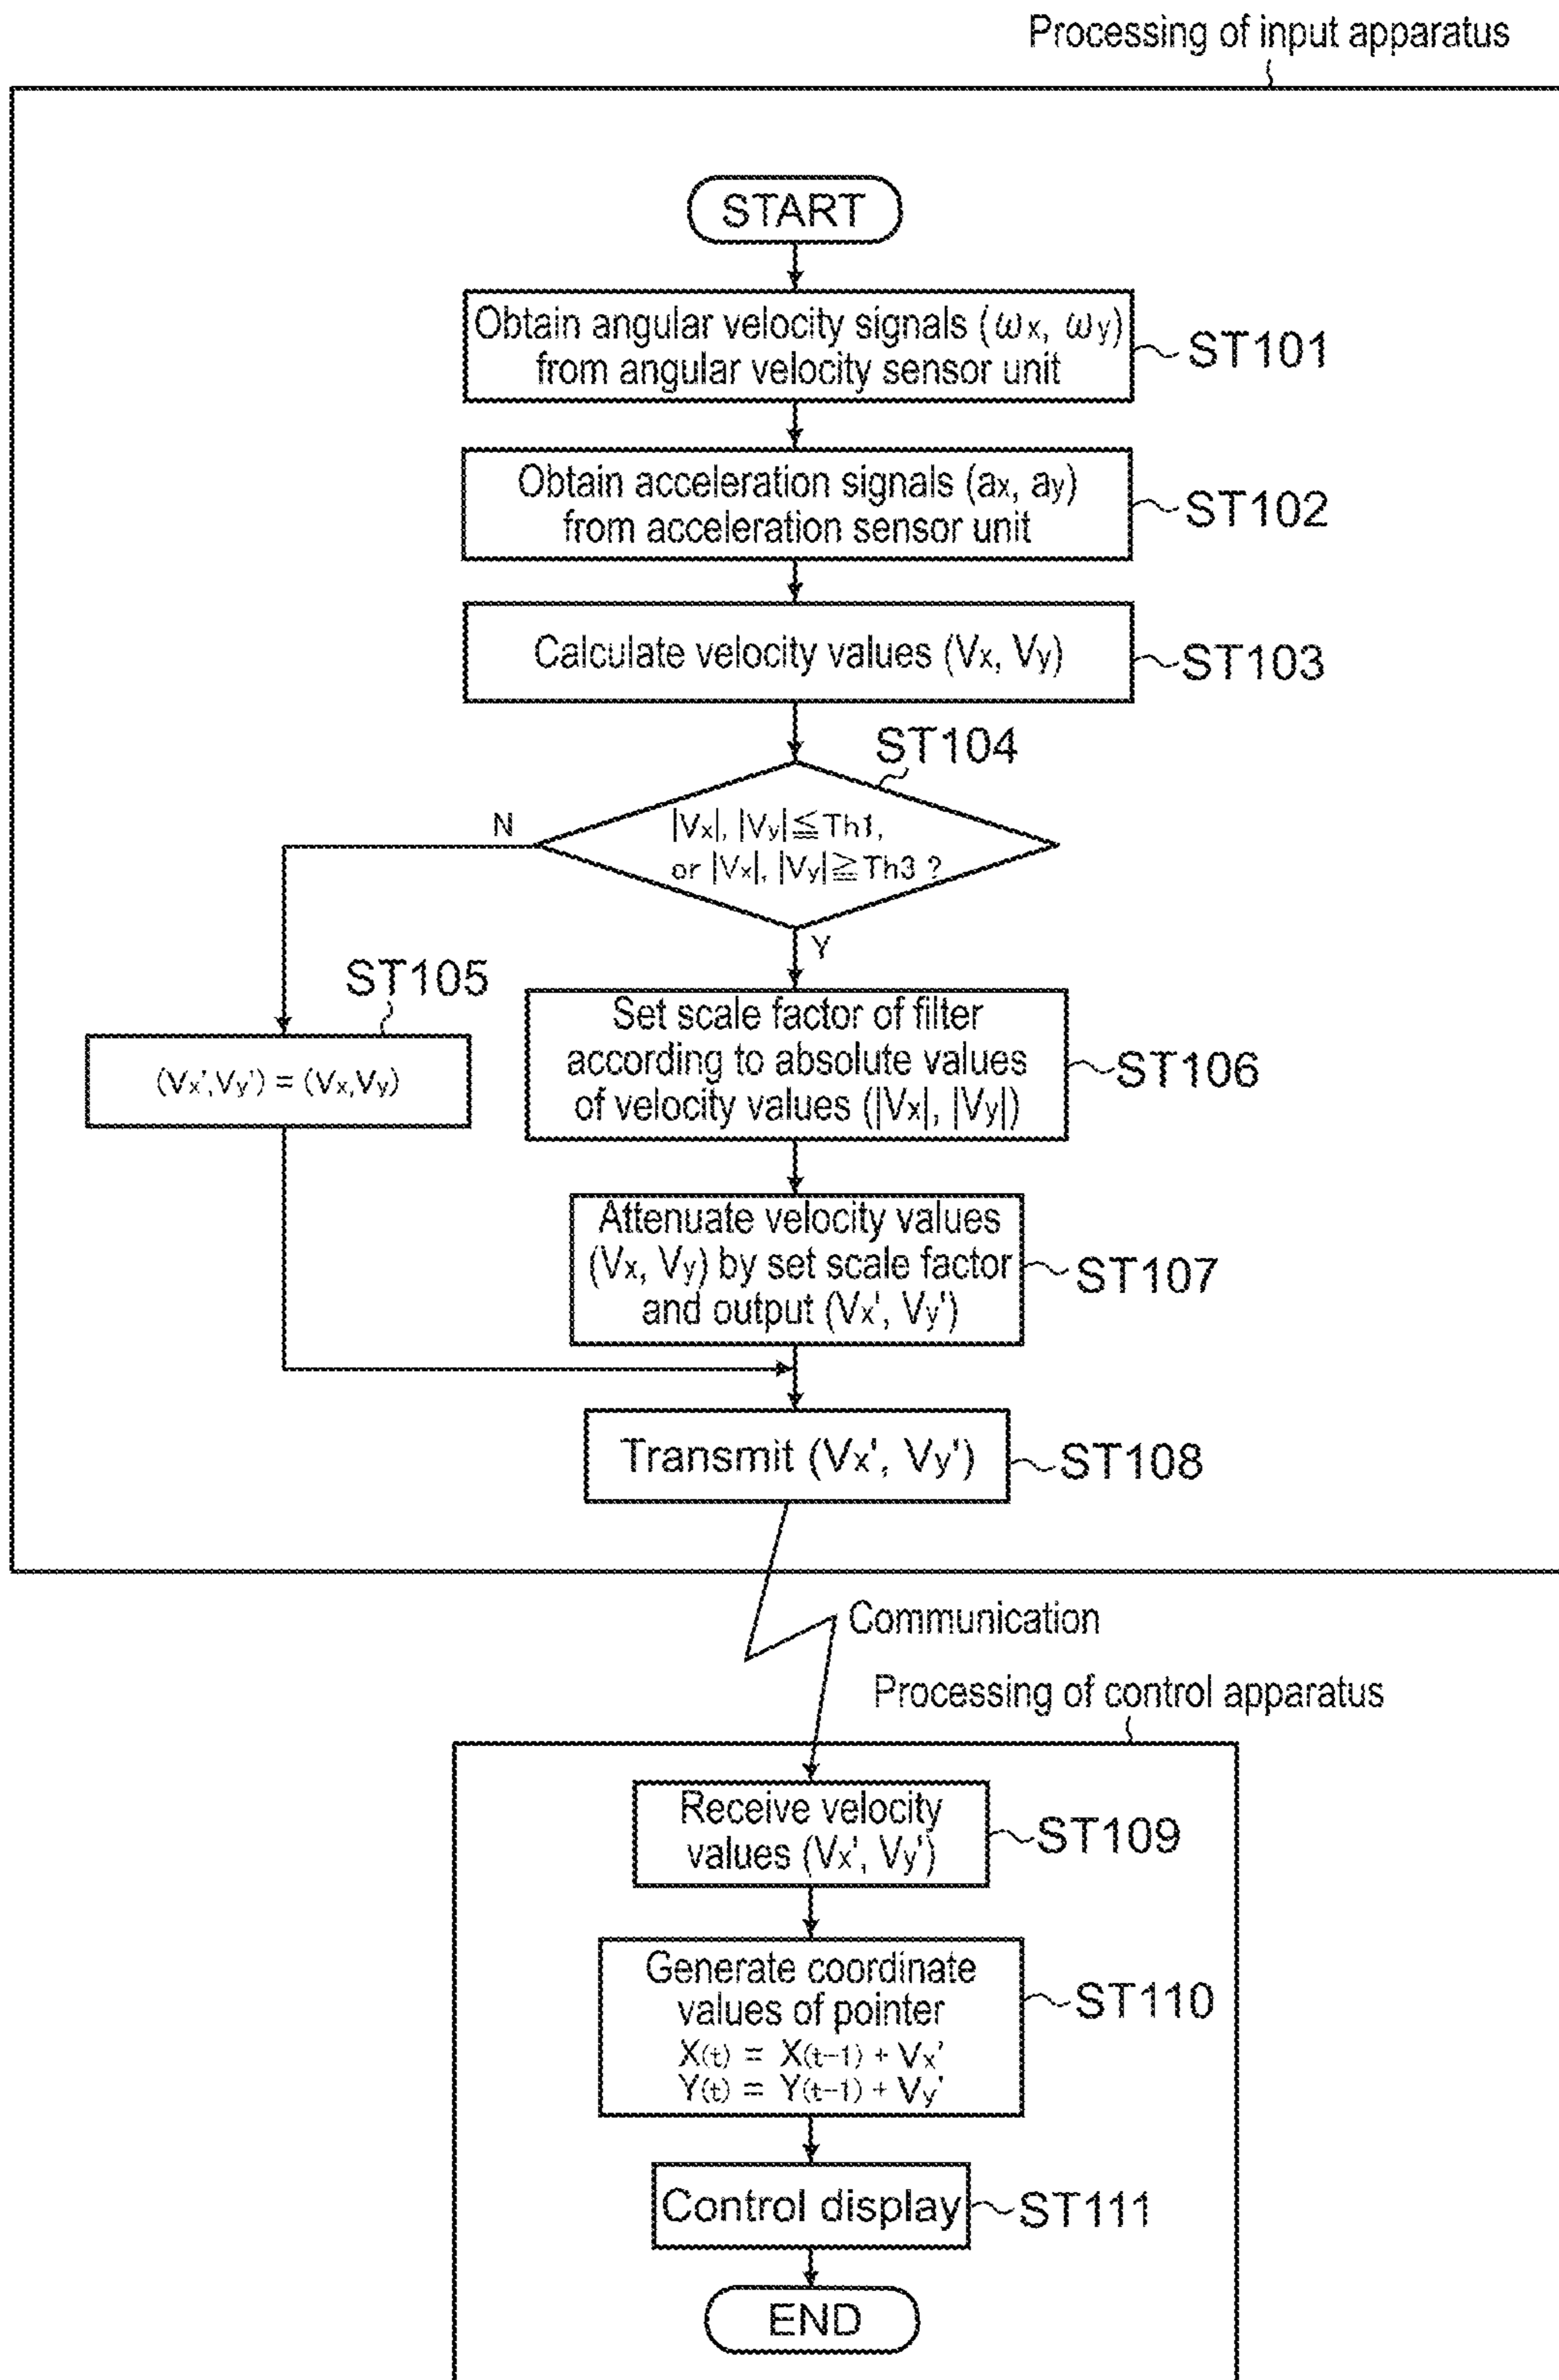 Processing of input apparatus
START
Obtain angular velocity signals (ωx, ωy)
from angular velocity sensor unit
ST101
Obtain acceleration signals (ax, ay)
from acceleration sensor unit
ST102
Calculate velocity values (Vx, Vy)
ST103
ST104
|Vx|, |Vy|≦Th1,
or |Vx|, |Vy|≧Th3 ?
N
Y
ST105
(Vx',Vy') = (Vx,Vy)
Set scale factor of filter
according to absolute values
of velocity values (|Vx|, |Vy|)
ST106
Attenuate velocity values
(Vx, Vy) by set scale factor
and output (Vx', Vy')
ST107
Transmit (Vx', Vy')
ST108
Communication
Processing of control apparatus
Receive velocity
values (Vx', Vy')
ST109
Generate coordinate
values of pointer
X(t) = X(t-1) + Vx'
Y(t) = Y(t-1) + Vy'
ST110
Control display
ST111
END